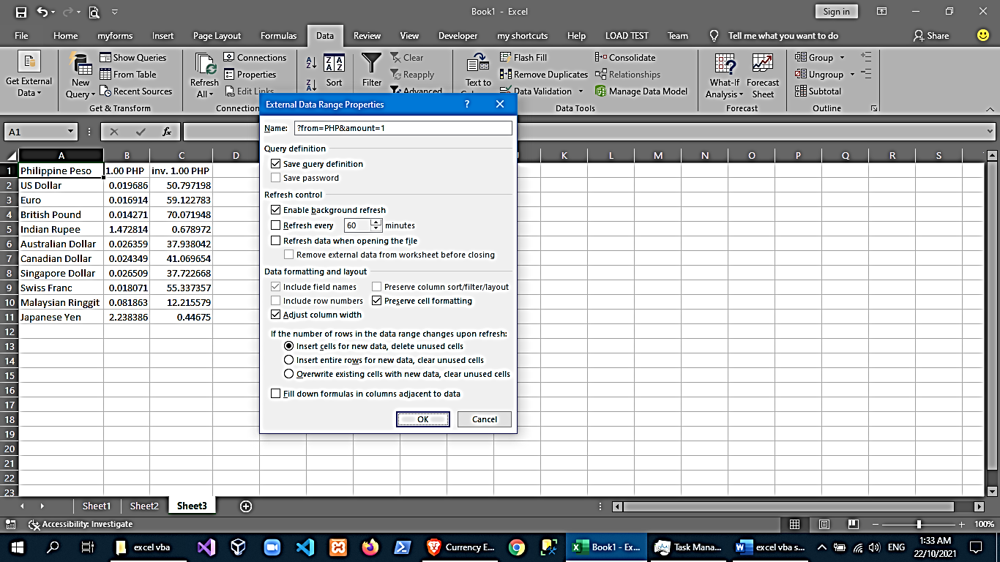 Book1 - Excel
Sign in
File Home myforms Insert Page Layout Formulas Data Review View Developer my shortcuts Help LOAD TEST Team Tell me what you want to do Share
Get External Data
New Query
Show Queries
From Table
Recent Sources
Get & Transform
Refresh All
Connections
Properties
Edit Links
Connection
Sort
Filter
Clear
Reapply
Advanced
Text to
Flash Fill
Remove Duplicates
Data Validation
Consolidate
Relationships
Manage Data Model
Data Tools
What-If Analysis
Forecast Sheet
Forecast
Group
Ungroup
Subtotal
Outline
A1
fx
A B C D K L M N O P Q R S
1 Philippine Peso 1.00 PHP inv. 1.00 PHP
2 US Dollar 0.019686 50.797198
3 Euro 0.016914 59.122783
4 British Pound 0.014271 70.071948
5 Indian Rupee 1.472814 0.678972
6 Australian Dollar 0.026359 37.938042
7 Canadian Dollar 0.024349 41.069654
8 Singapore Dollar 0.026509 37.722668
9 Swiss Franc 0.018071 55.337357
10 Malaysian Ringgit 0.081863 12.215579
11 Japanese Yen 2.238386 0.44675
12
13
14
15
16
17
18
19
20
21
22
23
External Data Range Properties ?
Name: ?from=PHP&amount=1
Query definition
Save query definition
Save password
Refresh control
Enable background refresh
Refresh every 60 minutes
Refresh data when opening the file
Remove external data from worksheet before closing
Data formatting and layout
Include field names Preserve column sort/filter/layout
Include row numbers Preserve cell formatting
Adjust column width
If the number of rows in the data range changes upon refresh:
Insert cells for new data, delete unused cells
Insert entire rows for new data, clear unused cells
Overwrite existing cells with new data, clear unused cells
Fill down formulas in columns adjacent to data
OK Cancel
Sheet1 Sheet2 Sheet3
Accessibility: Investigate
100%
excel vba Currency E... Book1 - Ex... Task Mana... excel vba s... ENG
1:33 AM
22/10/2021